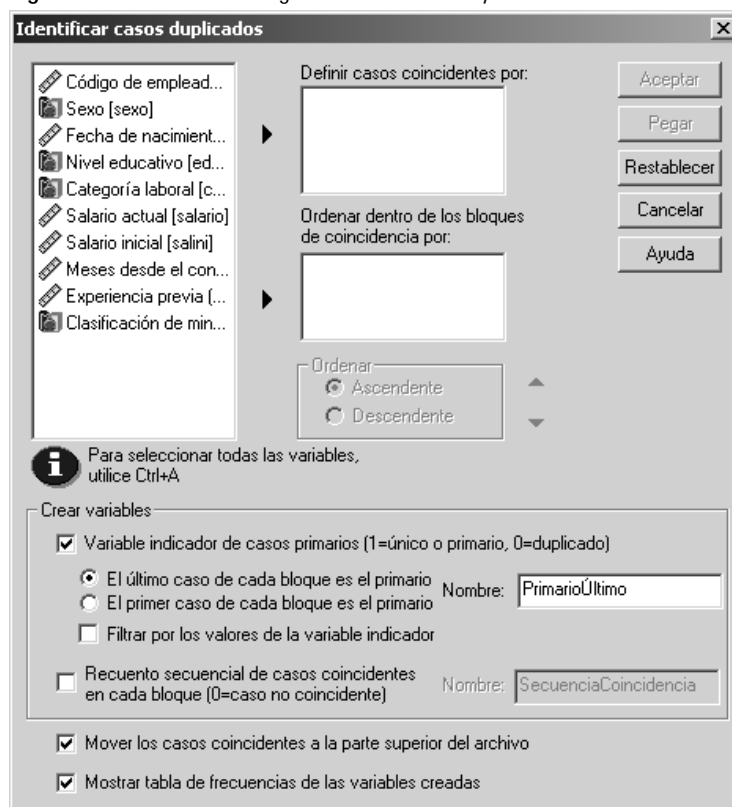 Identificar casos duplicados
Código de emplead...
Sexo [sexo]
Fecha de nacimient...
Nivel educativo [ed...
Categoría laboral [c...
Salario actual [salario]
Salario inicial [salini]
Meses desde el con...
Experiencia previa (...
Clasificación de min...
Definir casos coincidentes por:
Ordenar dentro de los bloques
de coincidencia por:
Ordenar
Ascendente
Descendente
Aceptar
Pegar
Restablecer
Cancelar
Ayuda
Para seleccionar todas las variables,
utilice Ctrl+A
Crear variables
Variable indicador de casos primarios (1=único o primario, 0=duplicado)
El último caso de cada bloque es el primario
El primer caso de cada bloque es el primario
Nombre: PrimarioÚltimo
Filtrar por los valores de la variable indicador
Recuento secuencial de casos coincidentes
en cada bloque (0=caso no coincidente)
Nombre: SecuenciaCoincidencia
Mover los casos coincidentes a la parte superior del archivo
Mostrar tabla de frecuencias de las variables creadas